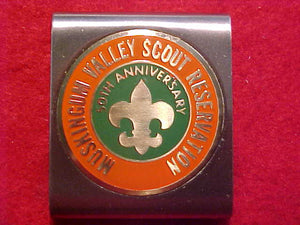 MUSKINGUM VALLEY SCOUT RESERVATION
50TH ANNIVERSARY